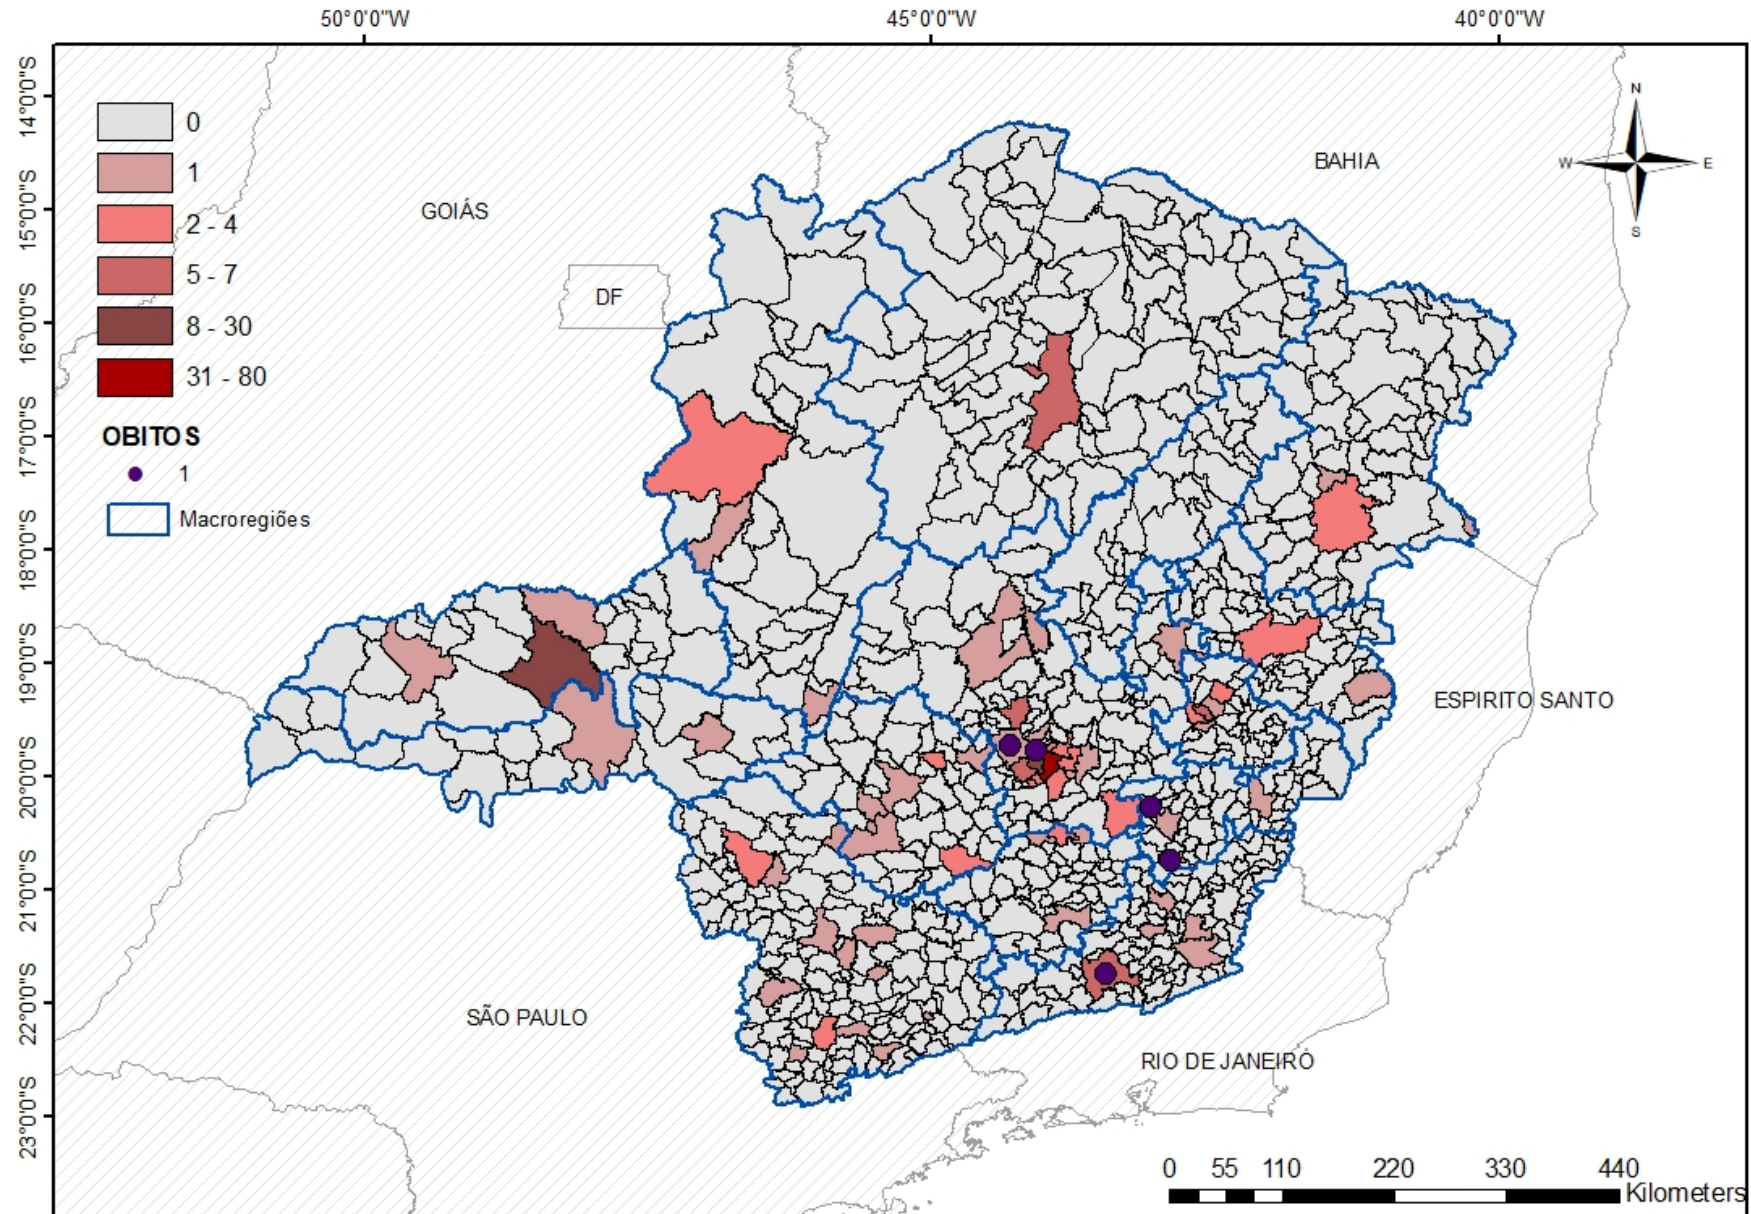 50°0'0"W
45°0'0"W
40°0'0"W
14°0'0"S
15°0'0"S
16°0'0"S
17°0'0"S
18°0'0"S
19°0'0"S
20°0'0"S
21°0'0"S
22°0'0"S
23°0'0"S
0
1
2 - 4
5 - 7
8 - 30
31 - 80
OBITOS
1
Macroregiões
GOIÁS
DF
BAHIA
N
W
E
S
ESPIRITO SANTO
SÃO PAULO
RIO DE JANEIRO
0 55 110 220 330 440
Kilometers